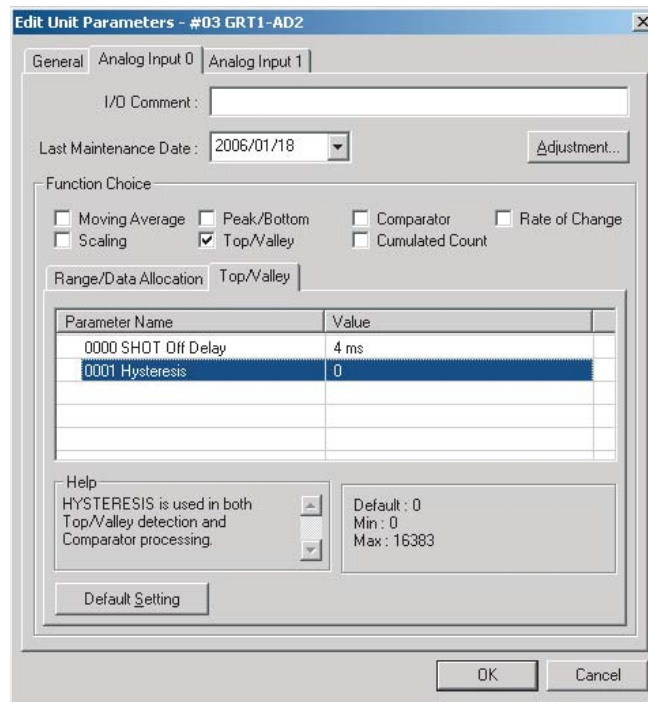 Edit Unit Parameters - #03 GRT1-AD2
General Analog Input 0 Analog Input 1
I/O Comment :
Last Maintenance Date : 2006/01/18 Adjustment...
Function Choice
Moving Average Peak/Bottom Comparator Rate of Change
Scaling Top/Valley Cumulated Count
Range/Data Allocation Top/Valley
Parameter Name Value
0000 SHOT Off Delay 4 ms
0001 Hysteresis 0
Help
HYSTERESIS is used in both
Top/Valley detection and
Comparator processing.
Default : 0
Min : 0
Max : 16383
Default Setting
OK Cancel